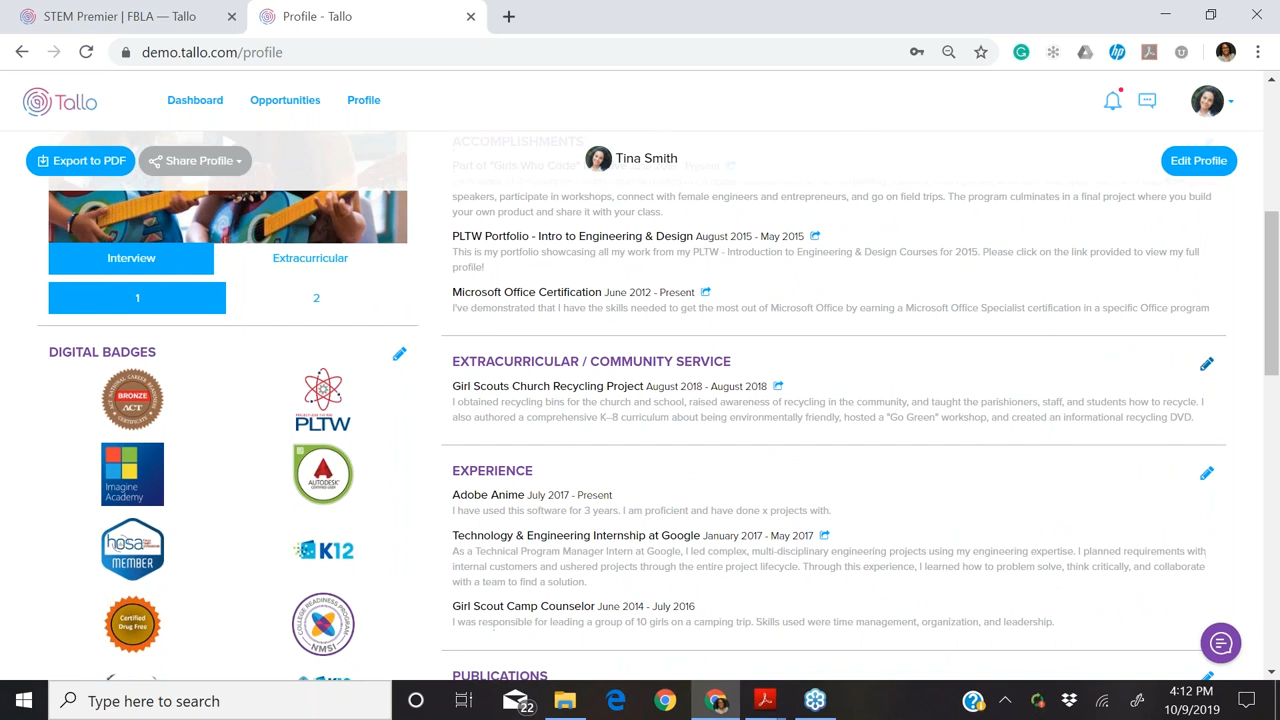 STEM Premier | FBLA — Tallo
Profile - Tallo
demo.tallo.com/profile
Tallo
Dashboard
Opportunities
Profile
Export to PDF
Share Profile
Tina Smith
Edit Profile
Interview
Extracurricular
1
2
DIGITAL BADGES
BRONZE
ACT
PLTW
Imagine
Academy
AUTODESK
CERTIFIED USER
hosa
MEMBER
K12
Certified
Drug Free
COLLEGE READINESS PROGRAM
NMSI
ACCOMPLISHMENTS
Part of "Girls Who Code"
Present
speakers, participate in workshops, connect with female engineers and entrepreneurs, and go on field trips. The program culminates in a final project where you build
your own product and share it with your class.
PLTW Portfolio - Intro to Engineering & Design August 2015 - May 2015
This is my portfolio showcasing all my work from my PLTW - Introduction to Engineering & Design Courses for 2015. Please click on the link provided to view my full
profile!
Microsoft Office Certification June 2012 - Present
I've demonstrated that I have the skills needed to get the most out of Microsoft Office by earning a Microsoft Office Specialist certification in a specific Office program
EXTRACURRICULAR / COMMUNITY SERVICE
Girl Scouts Church Recycling Project August 2018 - August 2018
I obtained recycling bins for the church and school, raised awareness of recycling in the community, and taught the parishioners, staff, and students how to recycle. I
also authored a comprehensive K–8 curriculum about being environmentally friendly, hosted a "Go Green" workshop, and created an informational recycling DVD.
EXPERIENCE
Adobe Anime July 2017 - Present
I have used this software for 3 years. I am proficient and have done x projects with.
Technology & Engineering Internship at Google January 2017 - May 2017
As a Technical Program Manager Intern at Google, I led complex, multi-disciplinary engineering projects using my engineering expertise. I planned requirements with
internal customers and ushered projects through the entire project lifecycle. Through this experience, I learned how to problem solve, think critically, and collaborate
with a team to find a solution.
Girl Scout Camp Counselor June 2014 - July 2016
I was responsible for leading a group of 10 girls on a camping trip. Skills used were time management, organization, and leadership.
PUBLICATIONS
Type here to search
22
4:12 PM
10/9/2019